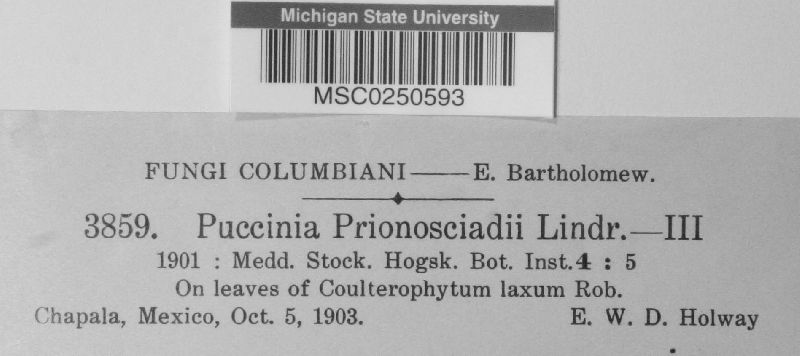 Michigan State University
MSC0250593
FUNGI COLUMBIANI——E. Bartholomew.
3859. Puccinia Prionosciadii Lindr.—III
1901 : Medd. Stock. Hogsk. Bot. Inst. 4 : 5
On leaves of Coulterophytum laxum Rob.
Chapala, Mexico, Oct. 5, 1903. E. W. D. Holway